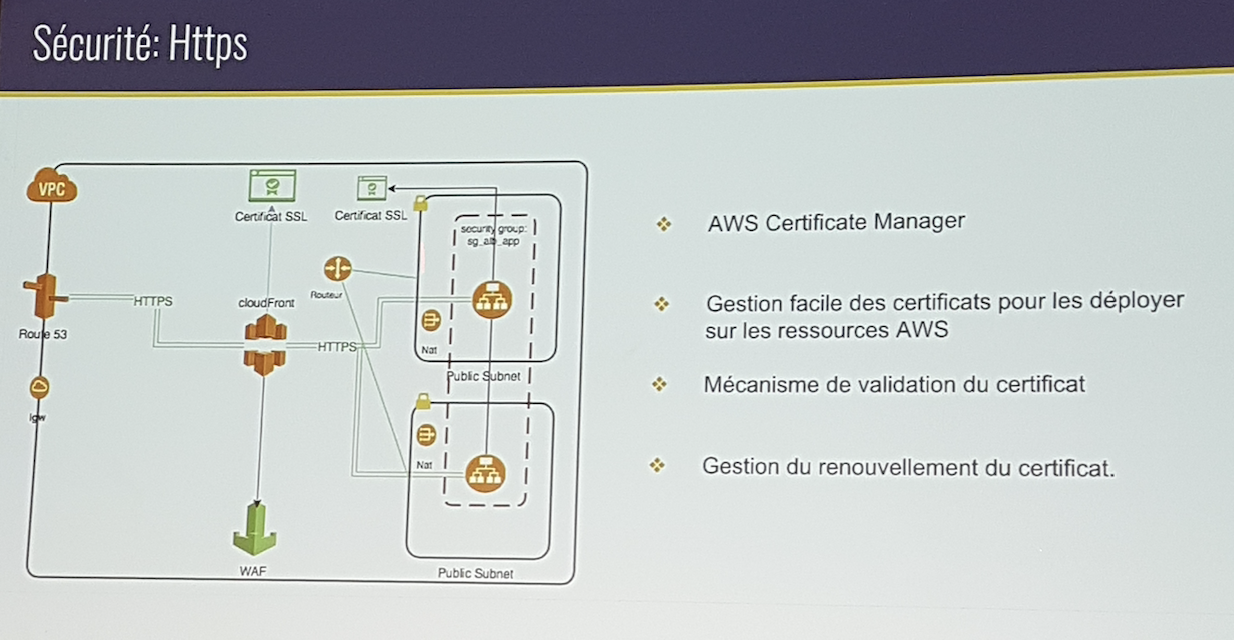 Sécurité: Https
VPC
Certificat SSL
Certificat SSL
security group:
sg_alb_app
Routeur
HTTPS
cloudFront
Route 53
HTTPS
Nat
Public Subnet
Igw
Nat
WAF
Public Subnet
AWS Certificate Manager
Gestion facile des certificats pour les déployer
sur les ressources AWS
Mécanisme de validation du certificat
Gestion du renouvellement du certificat.